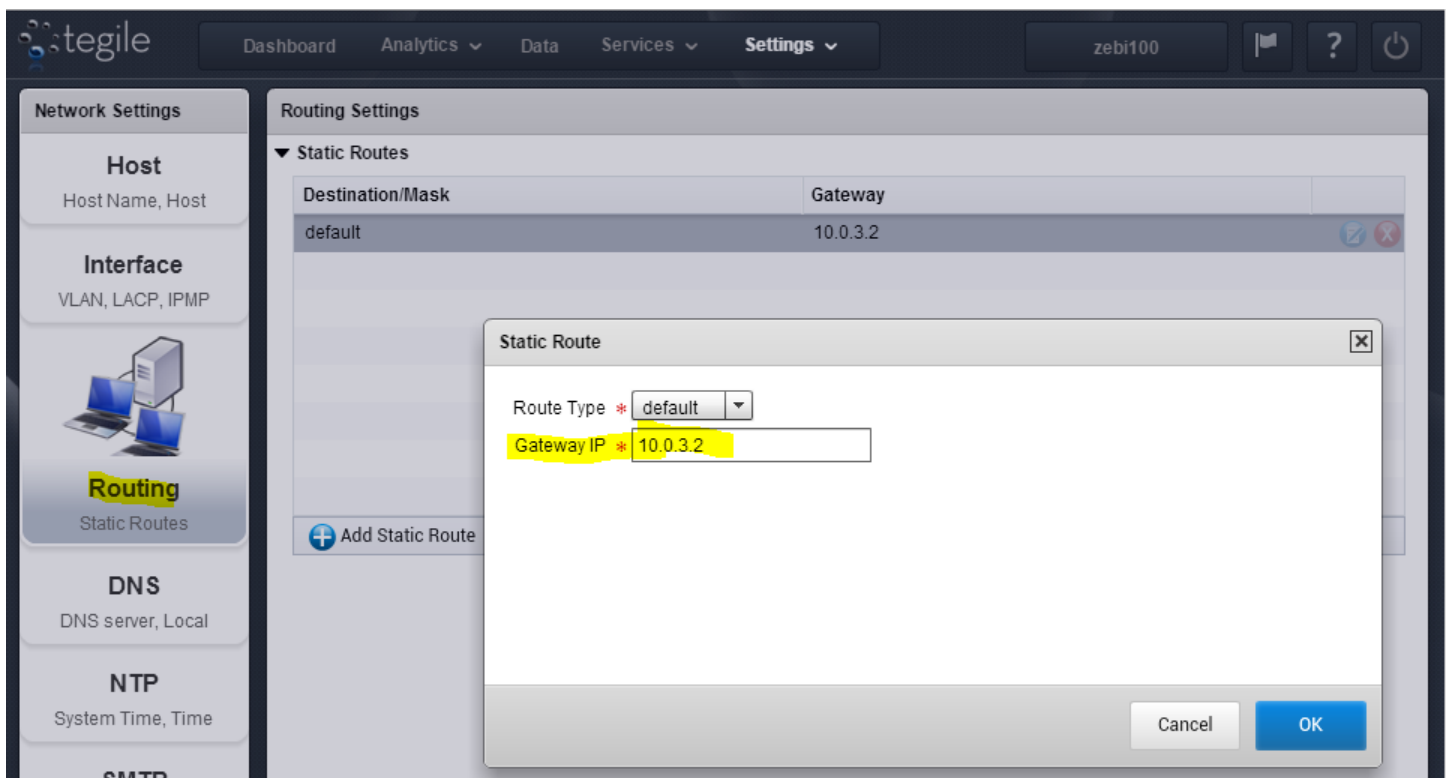 tegile
Dashboard Analytics Data Services Settings zebi100 ?
Network Settings
Host
Host Name, Host
Interface
VLAN, LACP, IPMP
Routing
Static Routes
DNS
DNS server, Local
NTP
System Time, Time
SMTP
Routing Settings
Static Routes
Destination/Mask Gateway
default 10.0.3.2
Add Static Route
Static Route
Route Type * default
Gateway IP * 10.0.3.2
Cancel OK